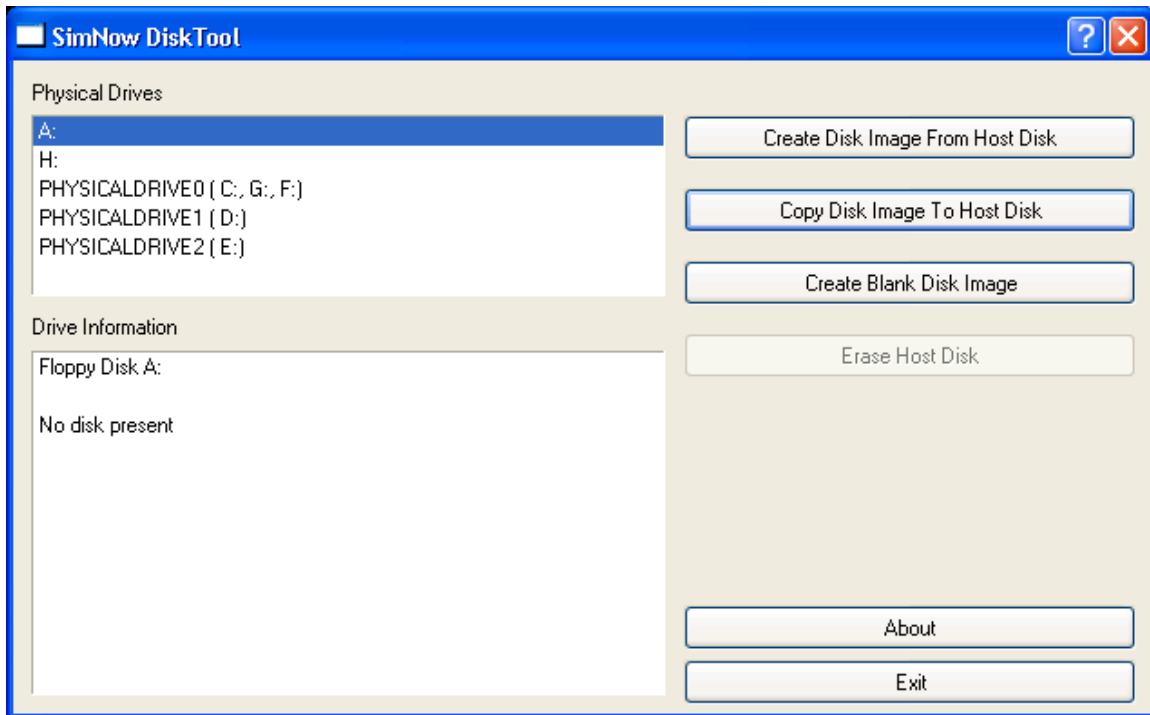 SimNow DiskTool
Physical Drives
A:
H:
PHYSICALDRIVE0 ( C:, G:, F:)
PHYSICALDRIVE1 ( D:)
PHYSICALDRIVE2 ( E:)
Drive Information
Floppy Disk A:
No disk present
Create Disk Image From Host Disk
Copy Disk Image To Host Disk
Create Blank Disk Image
Erase Host Disk
About
Exit